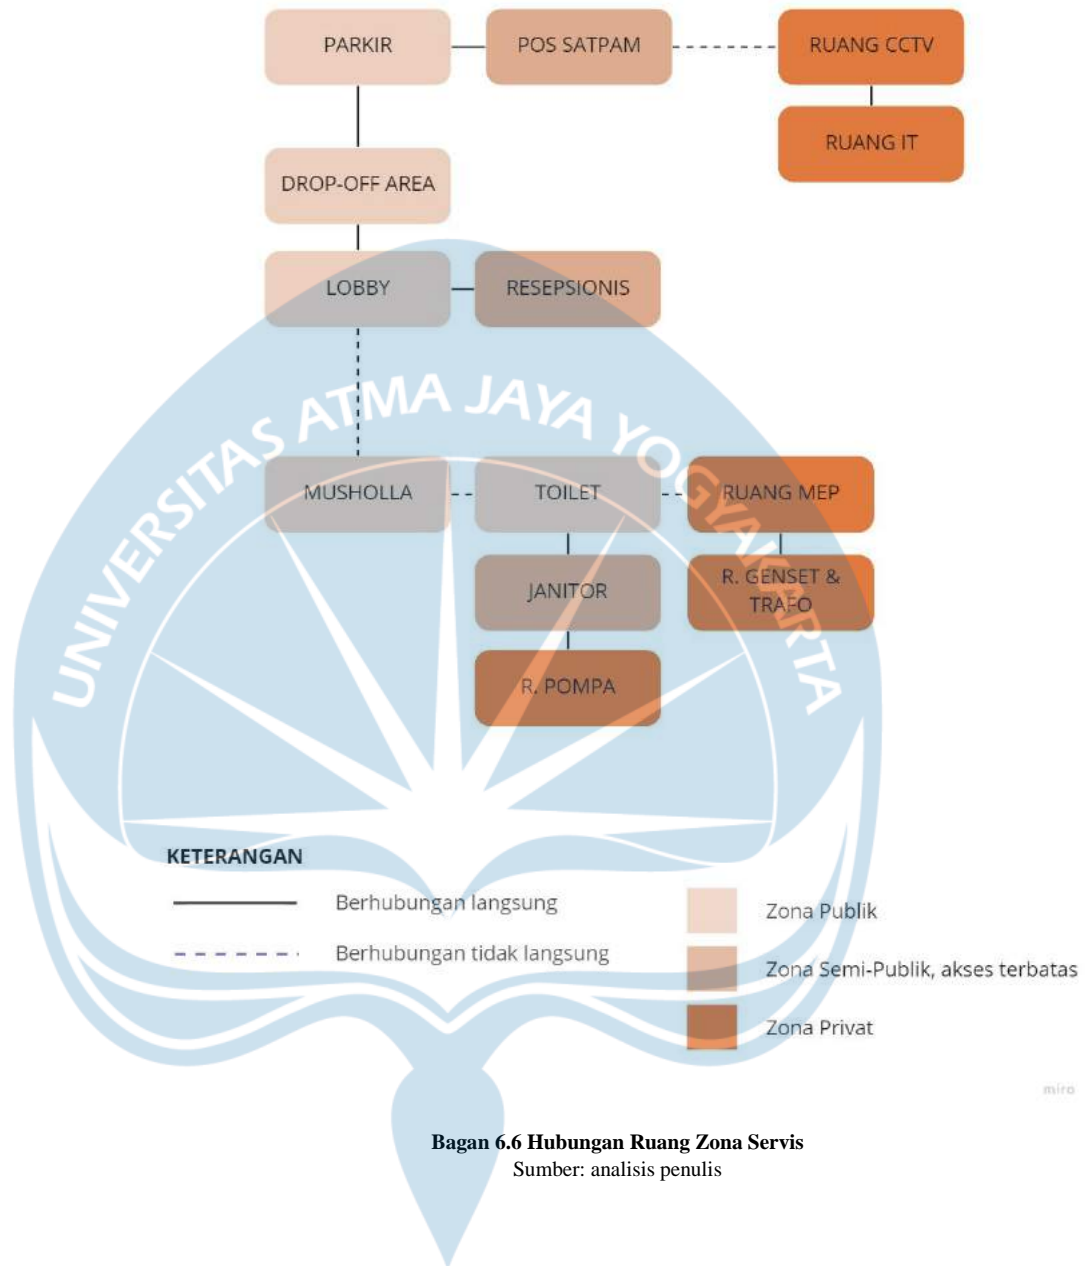 PARKIR
POS SATPAM
RUANG CCTV
RUANG IT
DROP-OFF AREA
LOBBY
RESEPSIONIS
UNIVERSITAS ATMA JAYA YOGYAKARTA
MUSHOLLA
TOILET
RUANG MEP
JANITOR
R. GENSET &
TRAFO
R. POMPA
KETERANGAN
Berhubungan langsung
Berhubungan tidak langsung
Zona Publik
Zona Semi-Publik, akses terbatas
Zona Privat
miro
Bagan 6.6 Hubungan Ruang Zona Servis
Sumber: analisis penulis